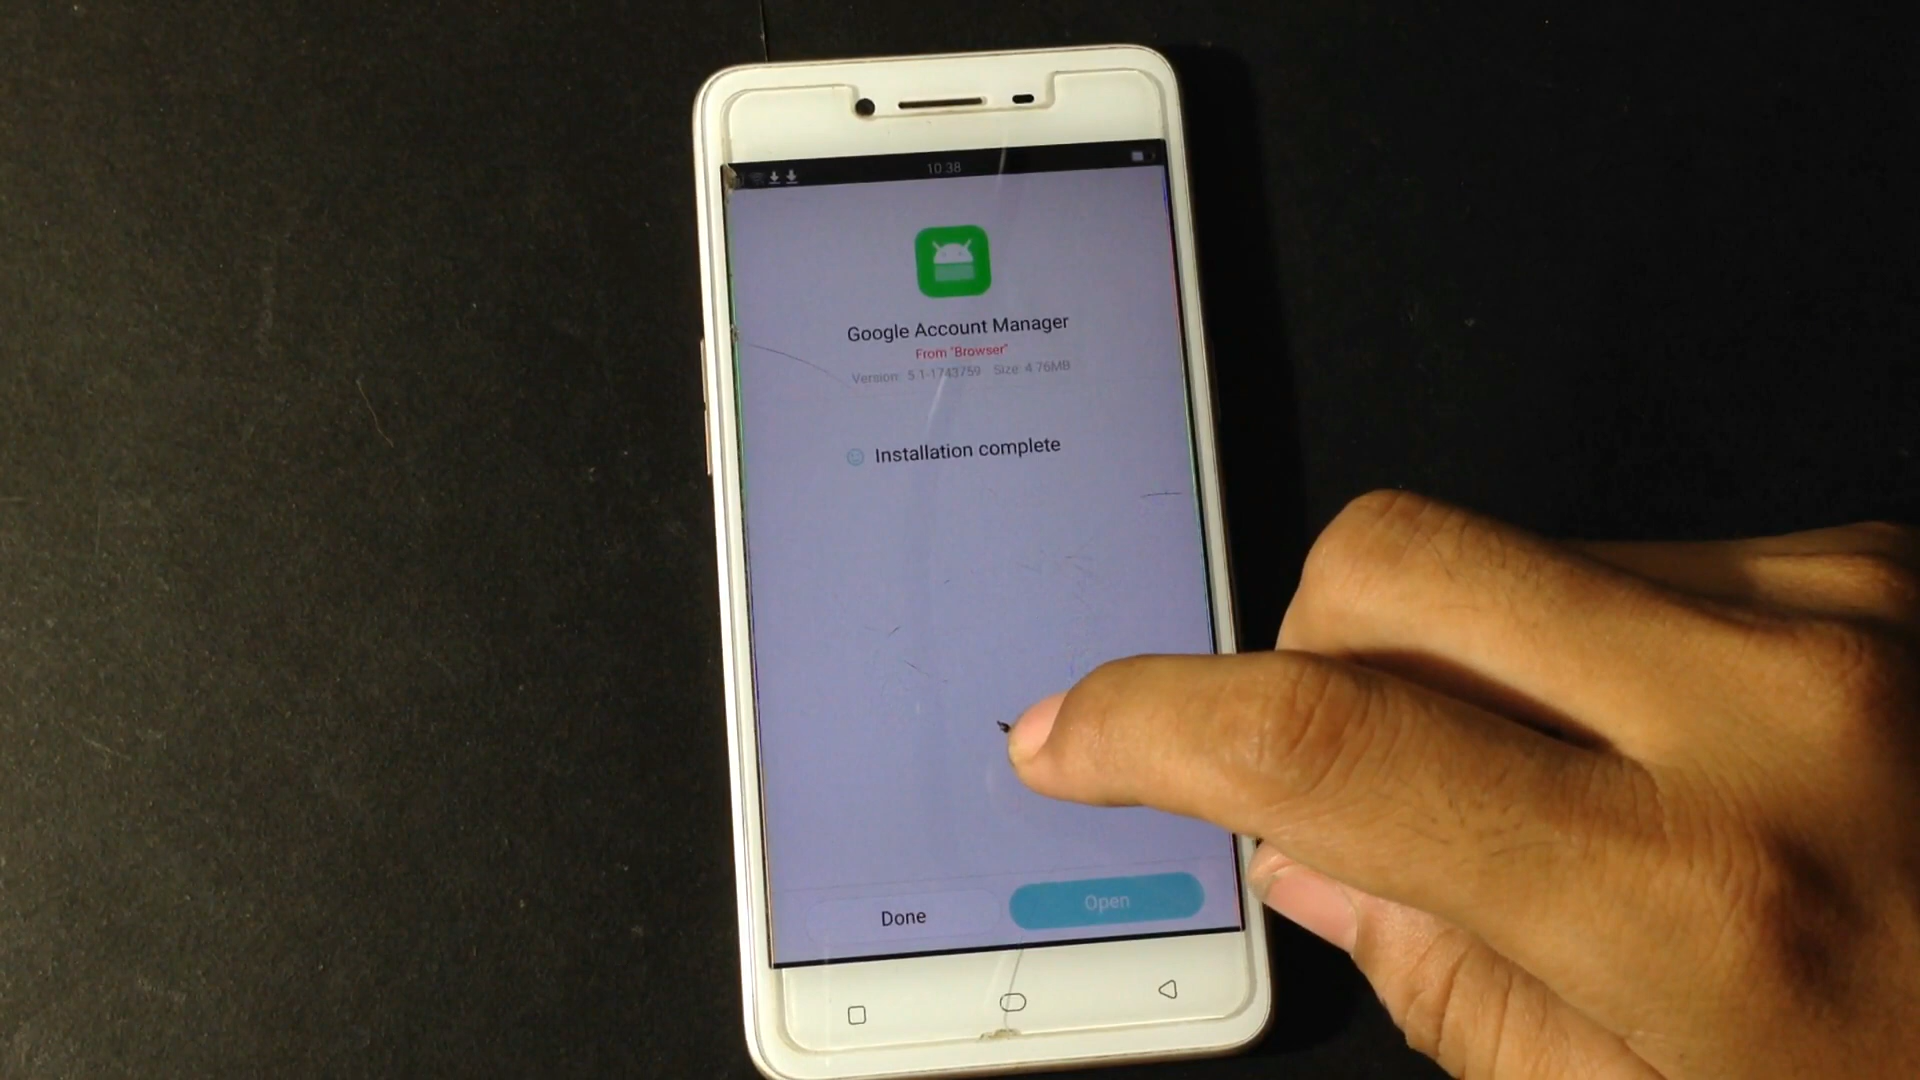 10:38
Google Account Manager
From "Browser"
Version: 5.1-1743759 Size: 4.76MB
Installation complete
Done
Open